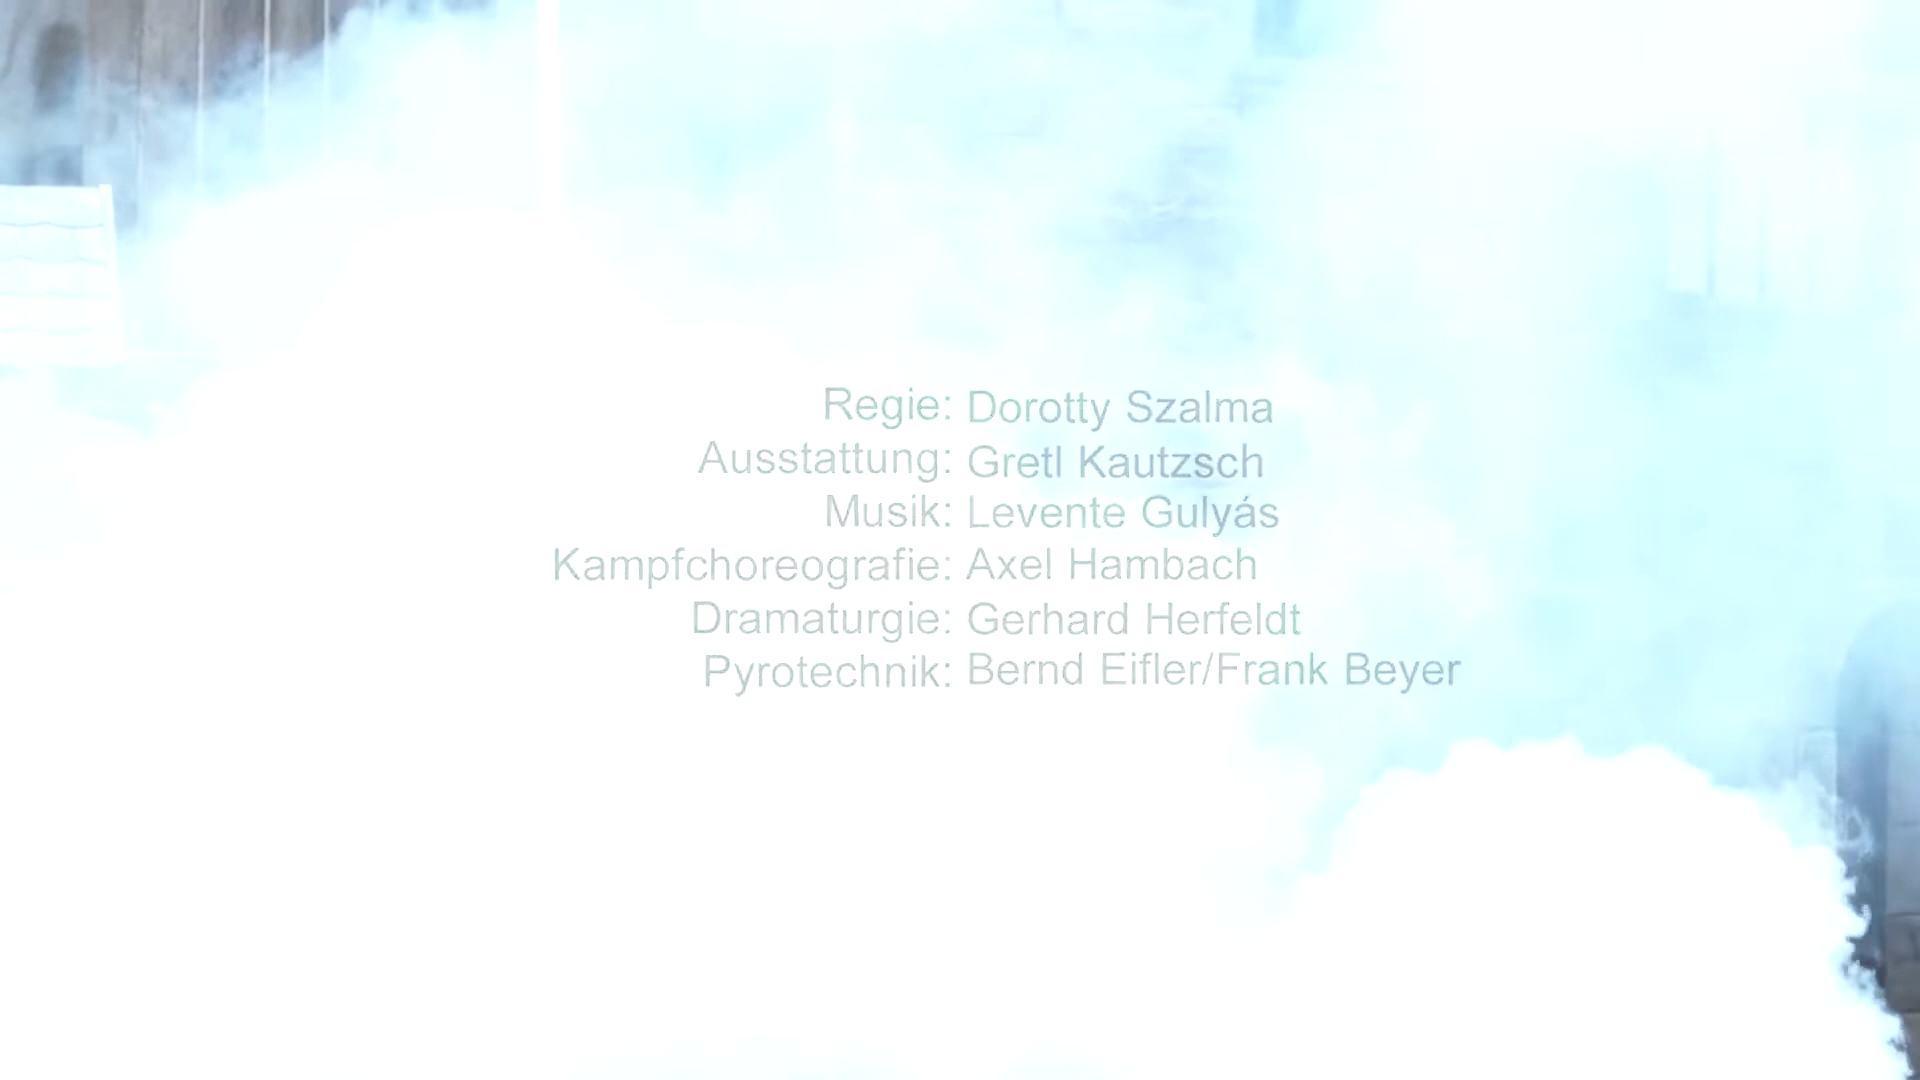 Regie: Dorotty Szalma
Ausstattung: Gretl Kautzsch
Musik: Levente Gulyás
Kampfchoreografie: Axel Hambach
Dramaturgie: Gerhard Herfeldt
Pyrotechnik: Bernd Eifler/Frank Beyer